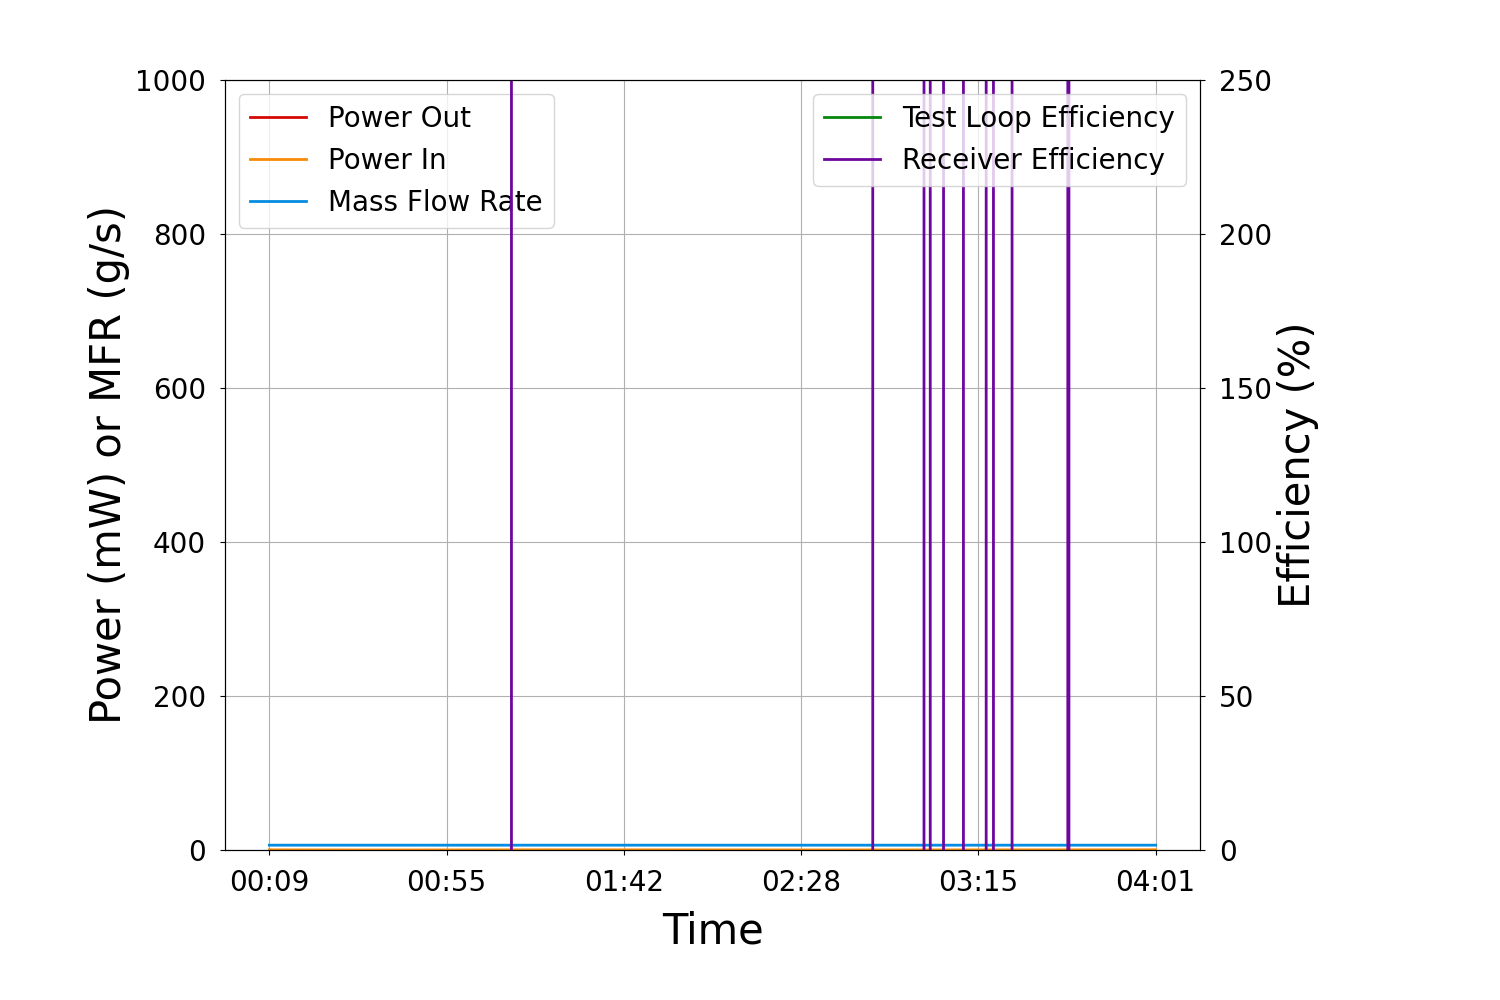 1000
800
600
400
200
0
Power (mW) or MFR (g/s)
Power Out
Power In
Mass Flow Rate
Test Loop Efficiency
Receiver Efficiency
250
200
150
100
50
0
Efficiency (%)
00:09 00:55 01:42 02:28 03:15 04:01
Time